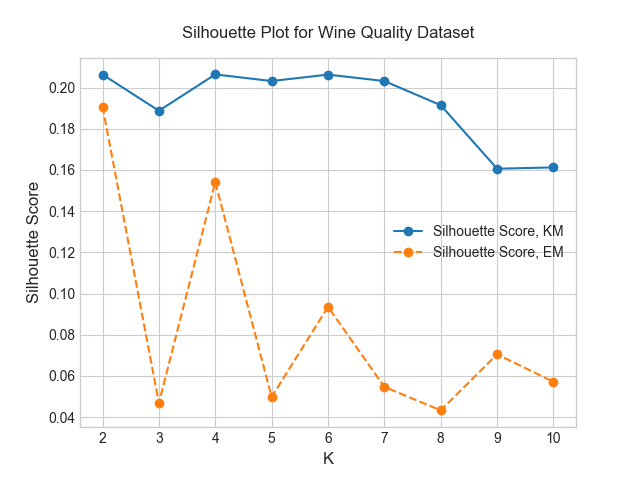 Silhouette Plot for Wine Quality Dataset
Silhouette Score
0.20
0.18
0.16
0.14
0.12
0.10
0.08
0.06
0.04
Silhouette Score, KM
Silhouette Score, EM
2 3 4 5 6 7 8 9 10
K